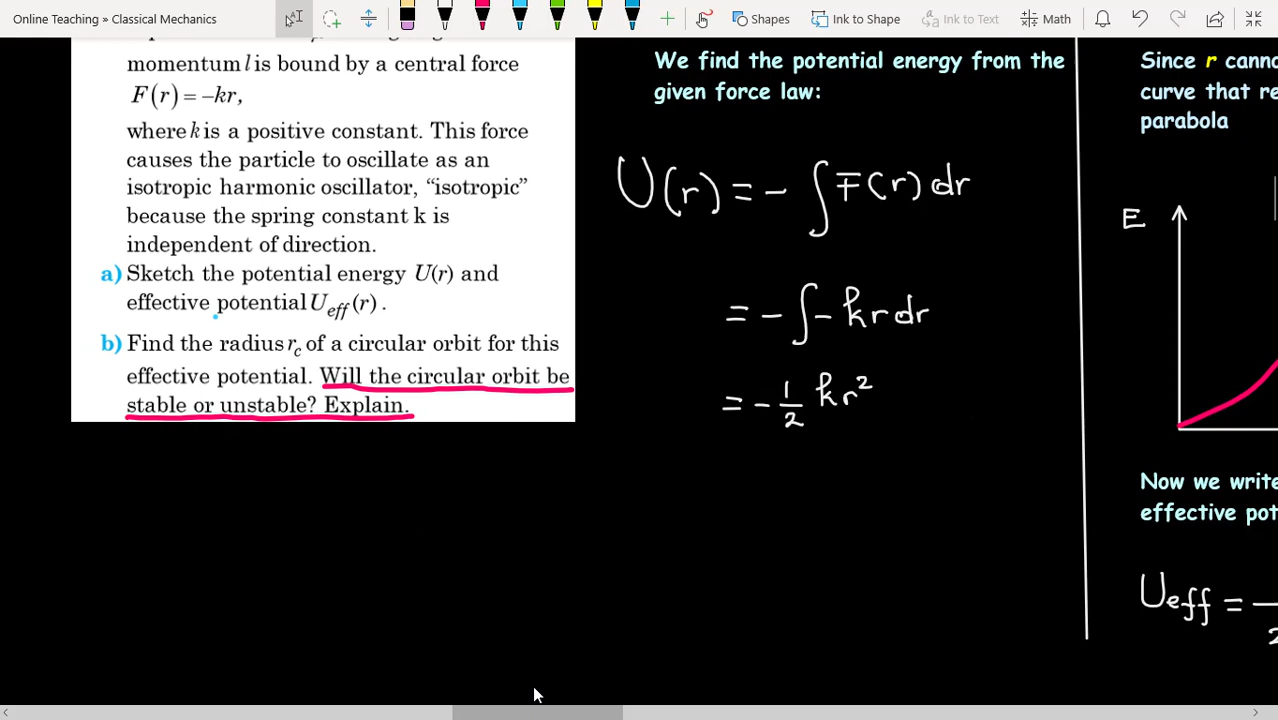 Online Teaching » Classical Mechanics
Shapes
Ink to Shape
Ink to Text
Math
momentum l is bound by a central force
F(r) = −kr,
where k is a positive constant. This force
causes the particle to oscillate as an
isotropic harmonic oscillator, “isotropic”
because the spring constant k is
independent of direction.
a) Sketch the potential energy U(r) and
effective potential U_eff (r) .
b) Find the radius r_c of a circular orbit for this
effective potential. Will the circular orbit be
stable or unstable? Explain.
We find the potential energy from the
given force law:
U(r) = - ∫ F(r) dr
= - ∫ - kr dr
= - 1/2 kr²
Since r cannot
curve that re
parabola
E
Now we write
effective pot
U_eff =